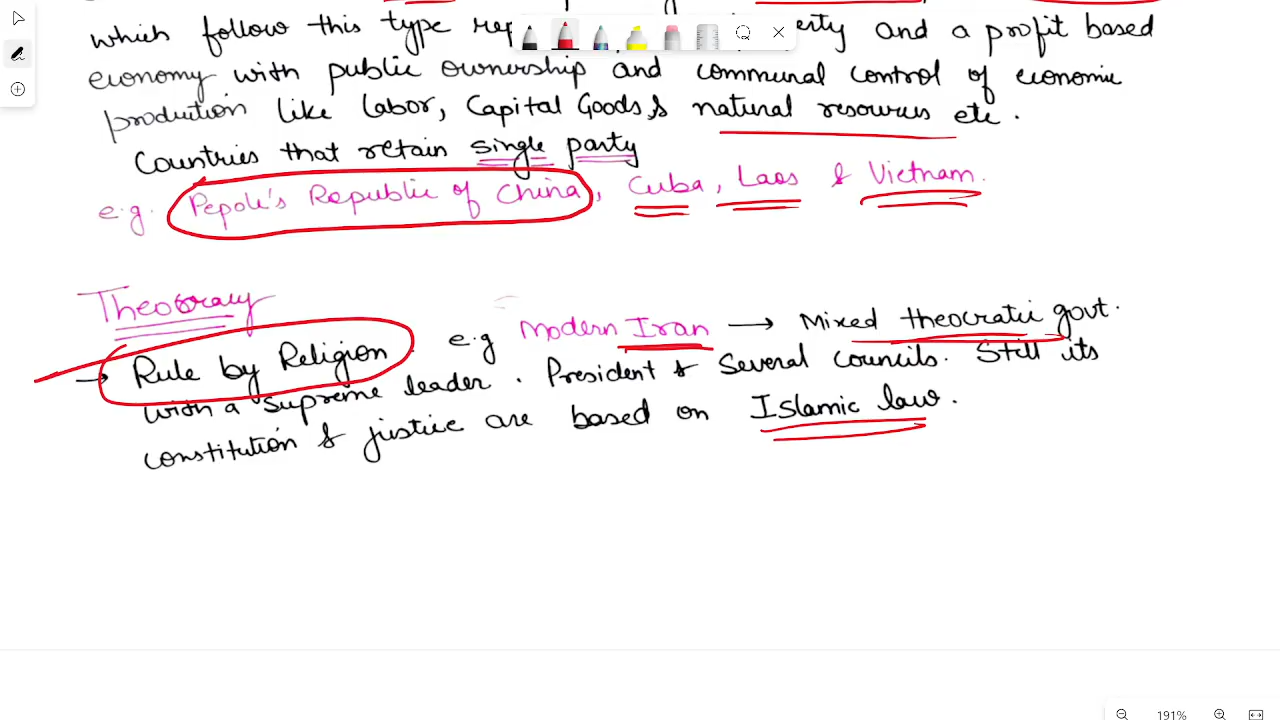 which follow this type rep erty and a profit based
economy with public ownership and communal control of economic
production like labor, Capital Goods, & natural resources etc.
Countries that retain single party
e.g. Pepole's Republic of China, Cuba, Laos & Vietnam.
Theocracy
→ Rule by Religion e.g Modern Iran → Mixed theocratic govt.
with a supreme leader. President & Several councils. Still its
constitution & justice are based on Islamic law.
191%